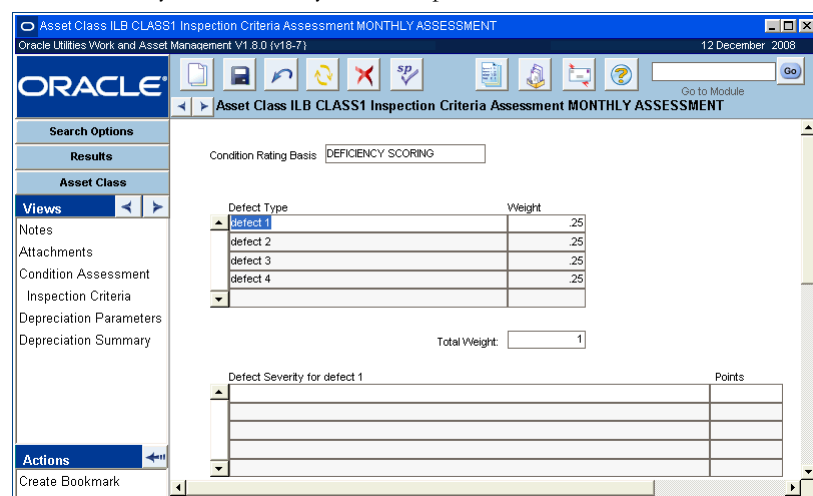 Asset Class ILB CLASS1 Inspection Criteria Assessment MONTHLY ASSESSMENT
Oracle Utilities Work and Asset Management V1.8.0 {v18-7} 12 December 2008
ORACLE
sp
Go
Go to Module
Asset Class ILB CLASS1 Inspection Criteria Assessment MONTHLY ASSESSMENT
Search Options
Results
Asset Class
Views
Notes
Attachments
Condition Assessment
Inspection Criteria
Depreciation Parameters
Depreciation Summary
Actions
Create Bookmark
Condition Rating Basis DEFICIENCY SCORING
Defect Type Weight
defect 1 .25
defect 2 .25
defect 3 .25
defect 4 .25
Total Weight: 1
Defect Severity for defect 1 Points